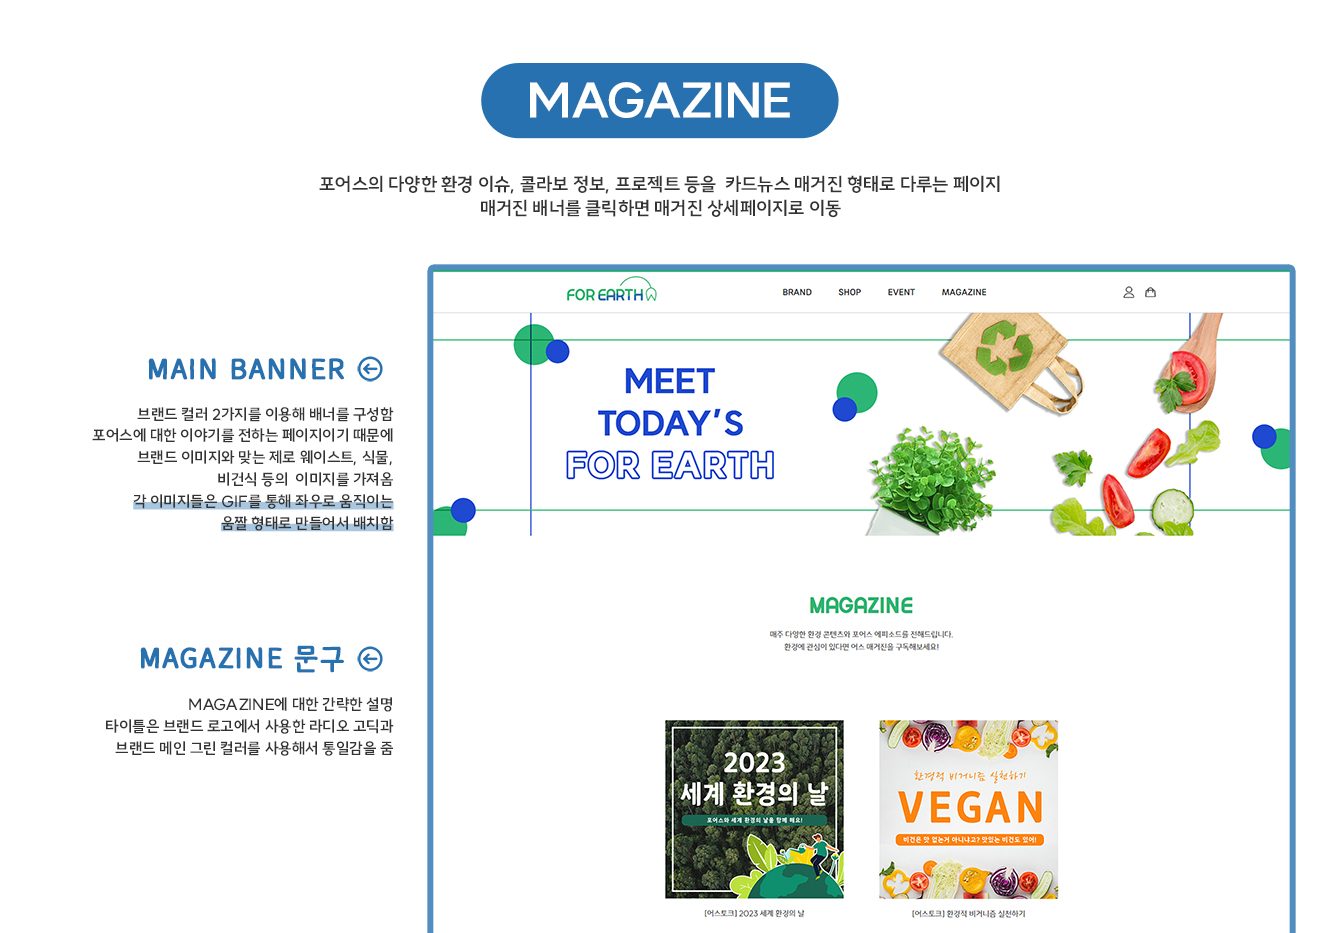 MAGAZINE
포어스의 다양한 환경 이슈, 콜라보 정보, 프로젝트 등을 카드뉴스 매거진 형태로 다루는 페이지
매거진 배너를 클릭하면 매거진 상세페이지로 이동
FOR EARTH
BRAND SHOP EVENT MAGAZINE
MAIN BANNER
브랜드 컬러 2가지를 이용해 배너를 구성함
포어스에 대한 이야기를 전하는 페이지이기 때문에
브랜드 이미지와 맞는 제로 웨이스트, 식물,
비건식 등의 이미지를 가져옴
각 이미지들은 GIF를 통해 좌우로 움직이는
움짤 형태로 만들어서 배치함
MEET
TODAY'S
FOR EARTH
MAGAZINE
매주 다양한 환경 콘텐츠와 포어스 에피소드를 전해드립니다.
환경에 관심이 있다면 어스 매거진을 구독해보세요!
MAGAZINE 문구
MAGAZINE에 대한 간략한 설명
타이틀은 브랜드 로고에서 사용한 라디오 고딕과
브랜드 메인 그린 컬러를 사용해서 통일감을 줌
2023
세계 환경의 날
포어스와 세계 환경의 날을 함께 해요!
[어스토크] 2023 세계 환경의 날
환경적 비거니즘 실천하기
VEGAN
비건은 맛 없는거 아니냐고? 맛있는 비건도 있어!
[어스토크] 환경적 비거니즘 실천하기